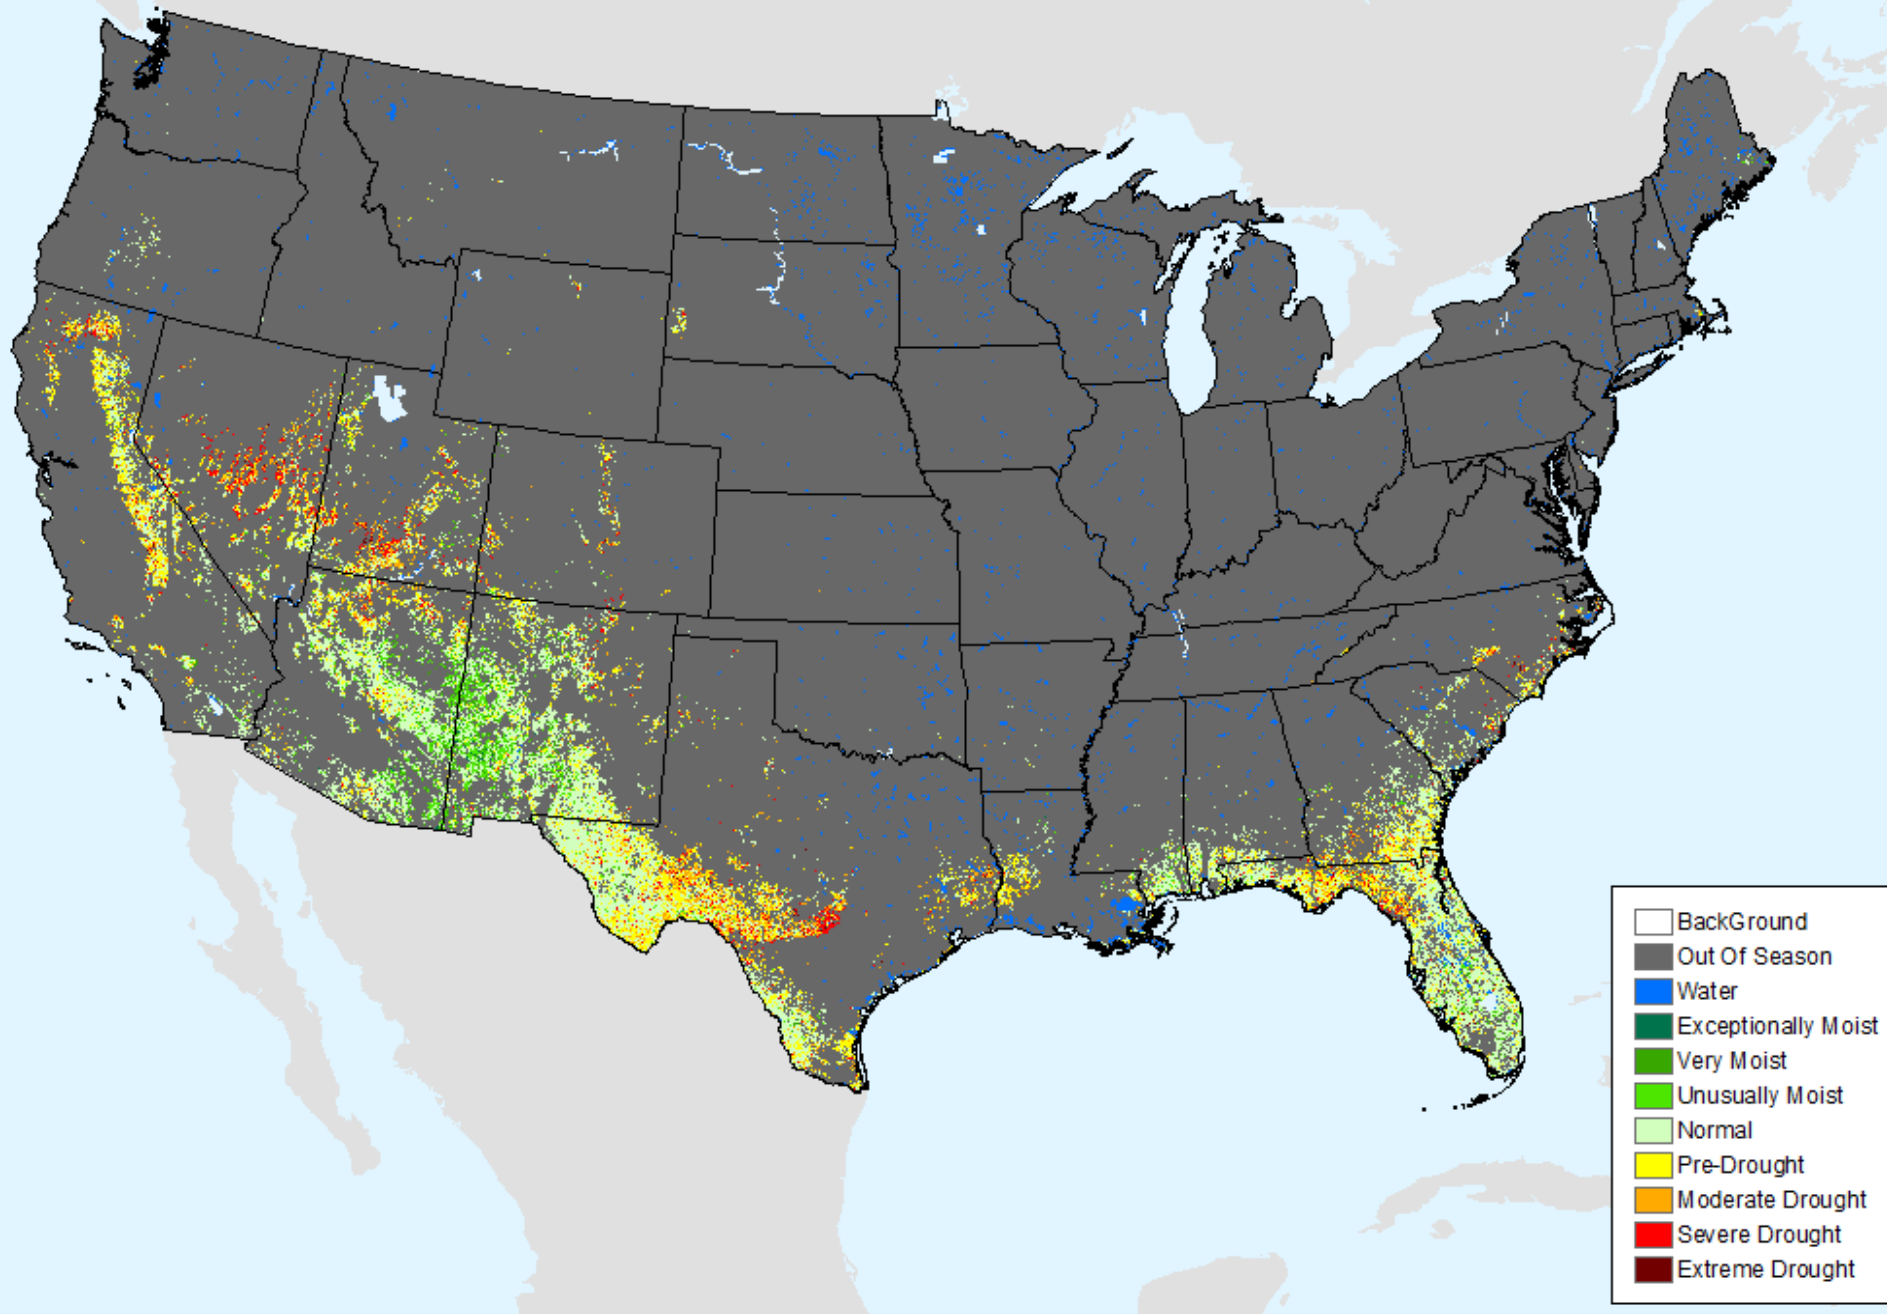 BackGround
Out Of Season
Water
Exceptionally Moist
Very Moist
Unusually Moist
Normal
Pre-Drought
Moderate Drought
Severe Drought
Extreme Drought